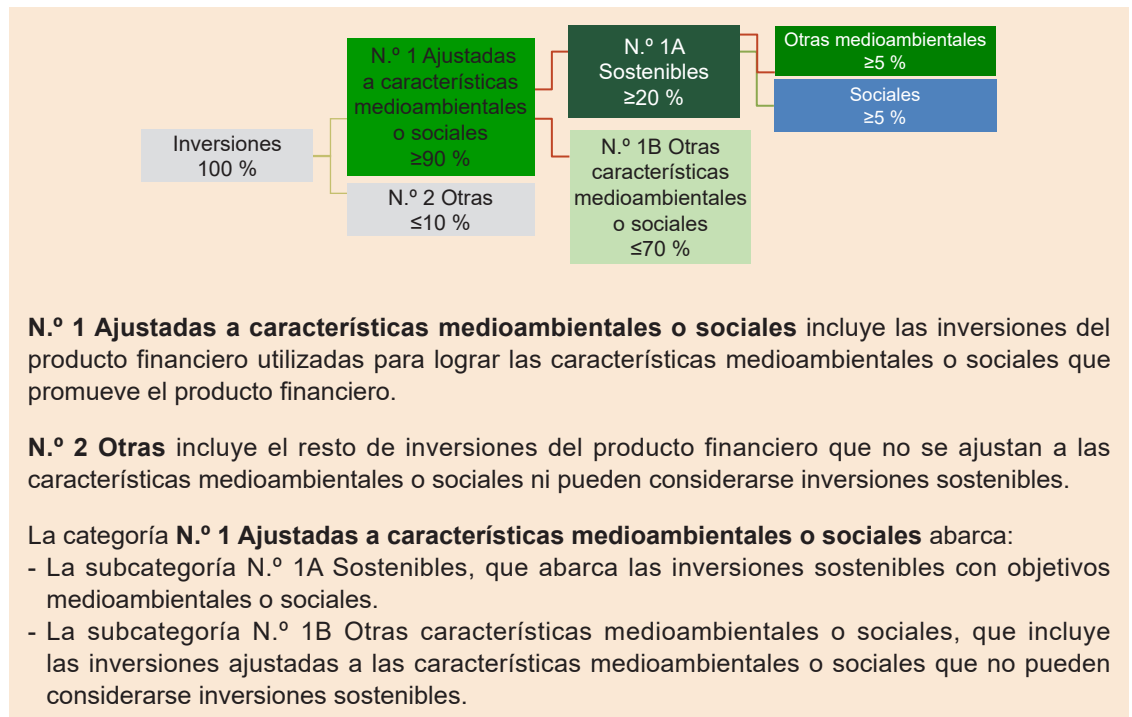 Inversiones
100 %
N.º 1 Ajustadas
a características
medioambientales
o sociales
≥90 %
N.º 2 Otras
≤10 %
N.º 1A
Sostenibles
≥20 %
N.º 1B Otras
características
medioambientales
o sociales
≤70 %
Otras medioambientales
≥5 %
Sociales
≥5 %
N.º 1 Ajustadas a características medioambientales o sociales incluye las inversiones del
producto financiero utilizadas para lograr las características medioambientales o sociales que
promueve el producto financiero.
N.º 2 Otras incluye el resto de inversiones del producto financiero que no se ajustan a las
características medioambientales o sociales ni pueden considerarse inversiones sostenibles.
La categoría N.º 1 Ajustadas a características medioambientales o sociales abarca:
- La subcategoría N.º 1A Sostenibles, que abarca las inversiones sostenibles con objetivos
medioambientales o sociales.
- La subcategoría N.º 1B Otras características medioambientales o sociales, que incluye
las inversiones ajustadas a las características medioambientales o sociales que no pueden
considerarse inversiones sostenibles.